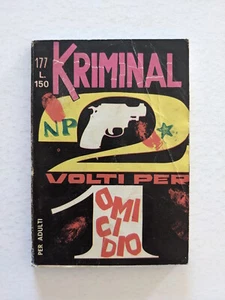 177
L.
150
KRIMINAL
2
NP
VOLTI PER
1
OMI
CI
DIO
PER ADULTI